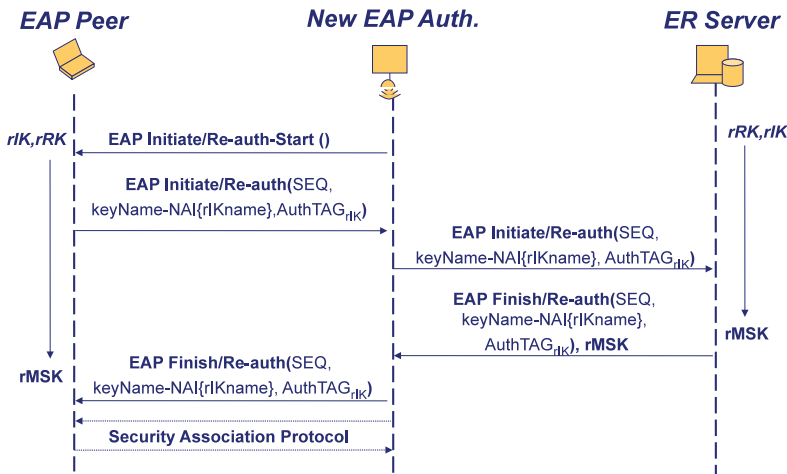 EAP Peer
New EAP Auth.
ER Server
rIK,rRK
EAP Initiate/Re-auth-Start ()
rRK,rIK
EAP Initiate/Re-auth(SEQ,
keyName-NAI{rIKname},AuthTAGrIK)
EAP Initiate/Re-auth(SEQ,
keyName-NAI{rIKname}, AuthTAGrIK)
EAP Finish/Re-auth(SEQ,
keyName-NAI{rIKname},
AuthTAGrIK), rMSK
rMSK
EAP Finish/Re-auth(SEQ,
keyName-NAI{rIKname}, AuthTAGrIK)
rMSK
Security Association Protocol